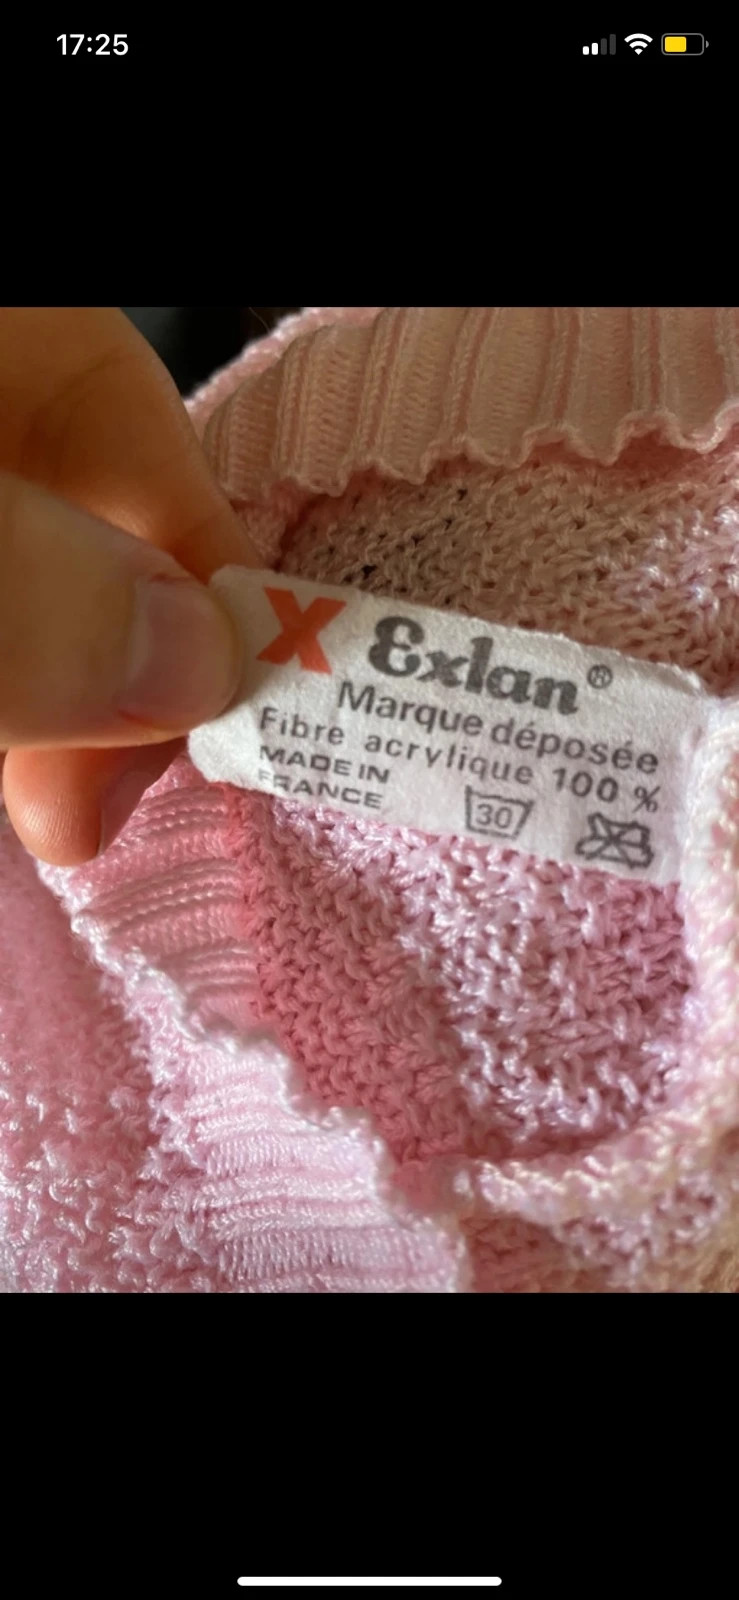 17:25
X Exlan®
Marque déposée
Fibre acrylique 100 %
MADE IN
FRANCE
30